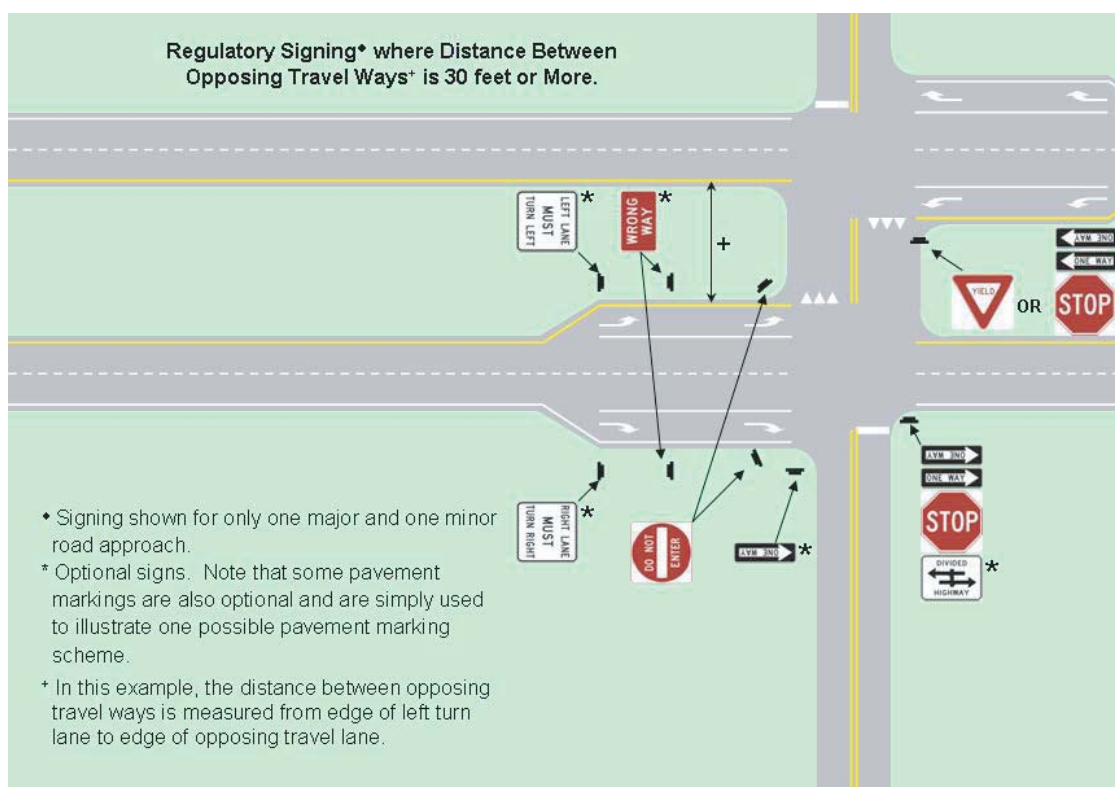 Regulatory Signing♦ where Distance Between
Opposing Travel Ways⁺ is 30 feet or More.
LEFT LANE
MUST
TURN LEFT
*
WRONG
WAY
*
+
ONE WAY
ONE WAY
YIELD
OR
STOP
RIGHT LANE
MUST
TURN RIGHT
*
DO NOT
ENTER
ONE WAY
*
ONE WAY
ONE WAY
STOP
DIVIDED
HIGHWAY
*
♦ Signing shown for only one major and one minor
road approach.
* Optional signs. Note that some pavement
markings are also optional and are simply used
to illustrate one possible pavement marking
scheme.
⁺ In this example, the distance between opposing
travel ways is measured from edge of left turn
lane to edge of opposing travel lane.